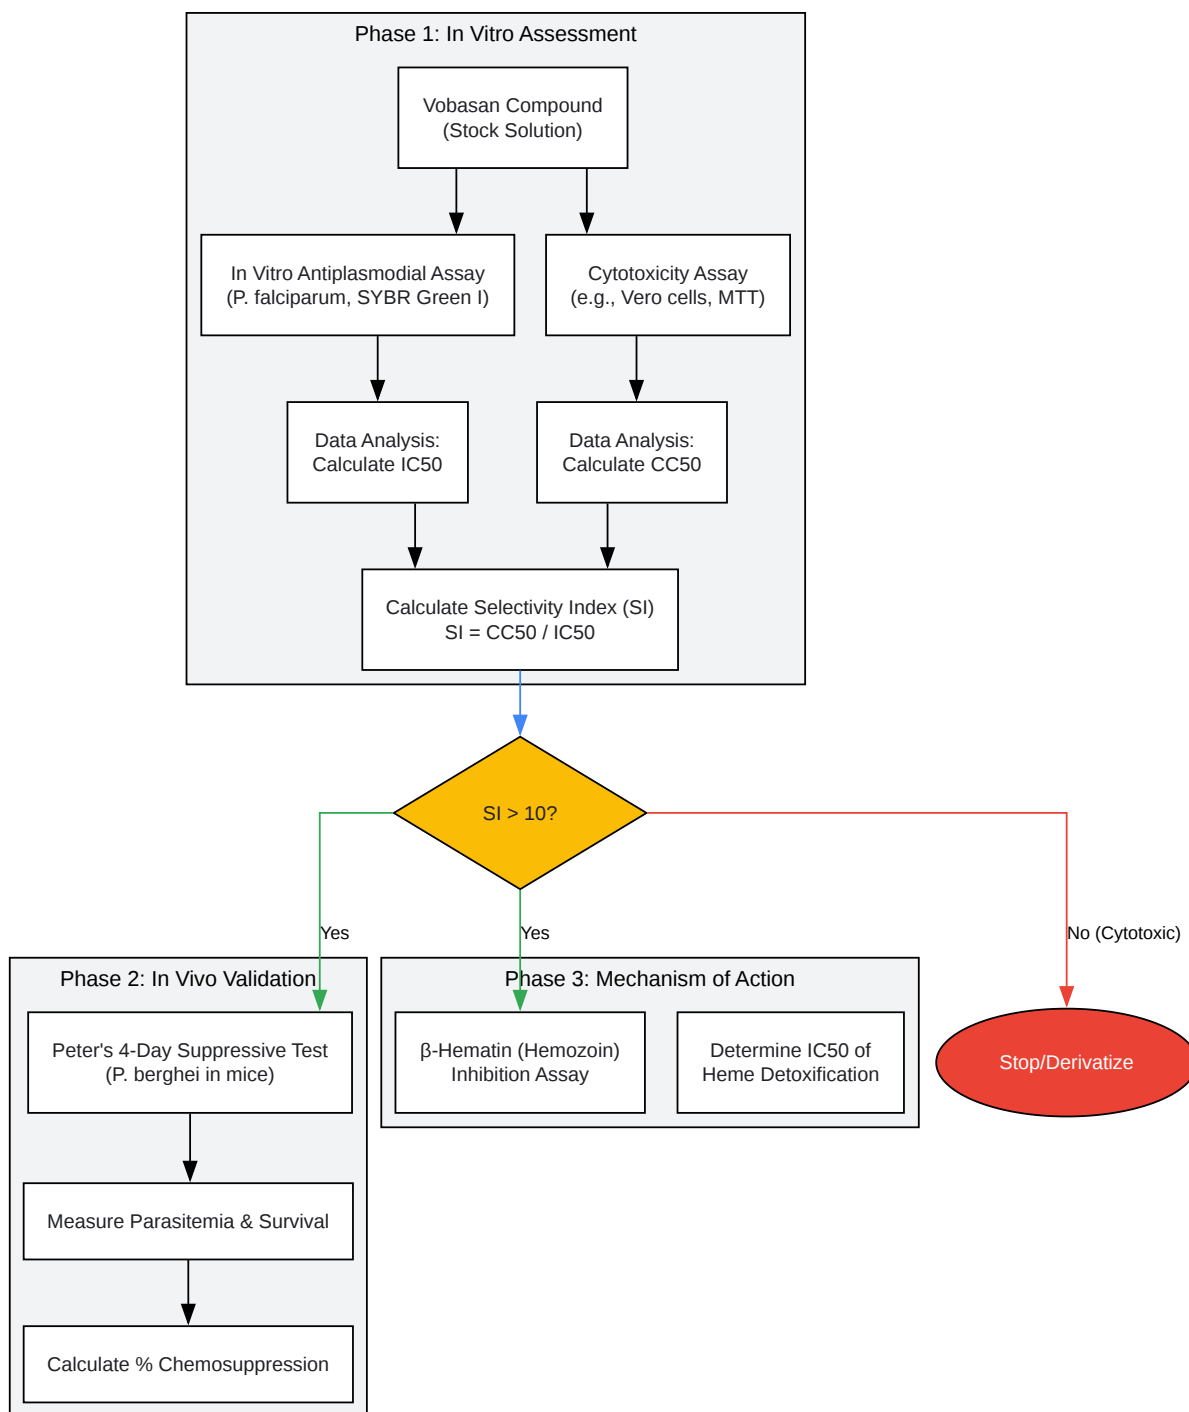 Phase 1: In Vitro Assessment
Vobasan Compound
(Stock Solution)
In Vitro Antiplasmodial Assay
(P. falciparum, SYBR Green I)
Cytotoxicity Assay
(e.g., Vero cells, MTT)
Data Analysis:
Calculate IC50
Data Analysis:
Calculate CC50
Calculate Selectivity Index (SI)
SI = CC50 / IC50
SI > 10?
Yes
Yes
No (Cytotoxic)
Phase 2: In Vivo Validation
Peter's 4-Day Suppressive Test
(P. berghei in mice)
Measure Parasitemia & Survival
Calculate % Chemosuppression
Phase 3: Mechanism of Action
β-Hematin (Hemozoin)
Inhibition Assay
Determine IC50 of
Heme Detoxification
Stop/Derivatize